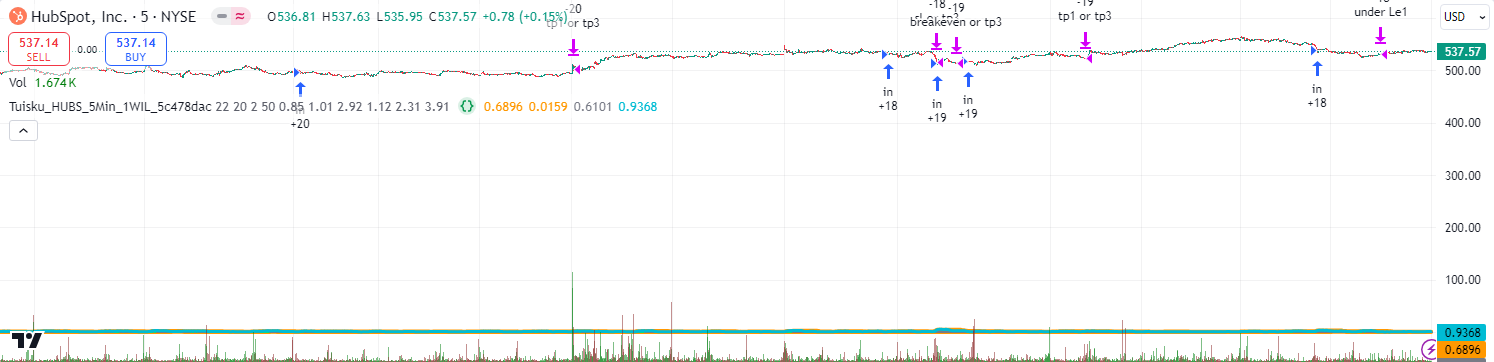 HubSpot, Inc. · 5 · NYSE O536.81 H537.63 L535.95 C537.57 +0.78 (+0.15%)
537.14 SELL
0.00
537.14 BUY
Vol 1.674K
Tuisku_HUBS_5Min_1WIL_5c478dac 22 20 2 50 0.85 1.01 2.92 1.12 2.31 3.91 0.6896 0.0159 0.6101 0.9368
in
+20
-20
tp1 or tp3
in
+18
-18
-19
breakeven or tp3
in
+19
in
+19
-19
tp1 or tp3
in
+18
under Le1
USD
537.57
500.00
400.00
300.00
200.00
100.00
0.9368
0.6896